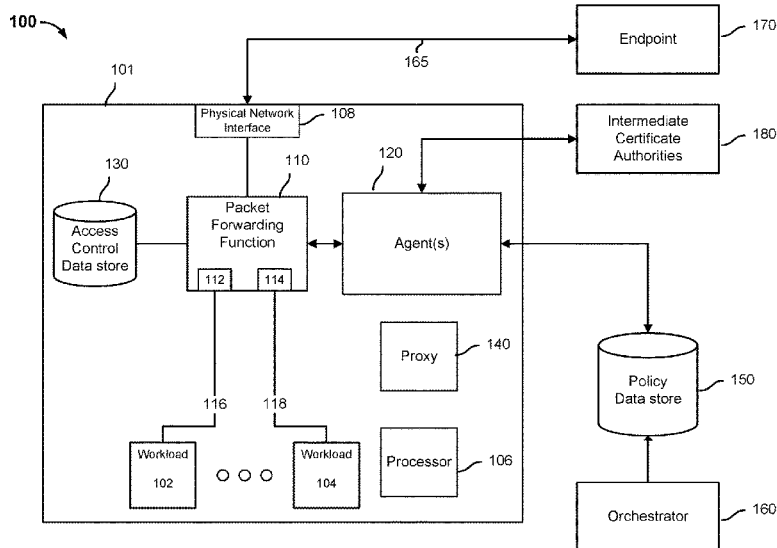 100
Endpoint
170
165
101
Physical Network
Interface
108
Intermediate
Certificate
Authorities
180
130
110
120
Access
Control
Data store
Packet
Forwarding
Function
Agent(s)
112
114
Proxy
140
Policy
Data store
150
116
118
Workload
102
Workload
104
Processor
106
Orchestrator
160